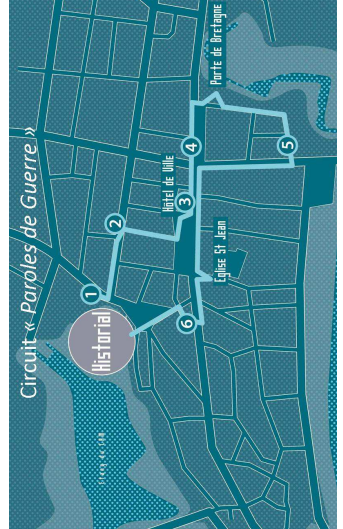 Circuit « Paroles de Guerre »
Historial
1
2
Hôtel de Ville
3
4
Porte de Bretagne
5
Eglise St Jean
6